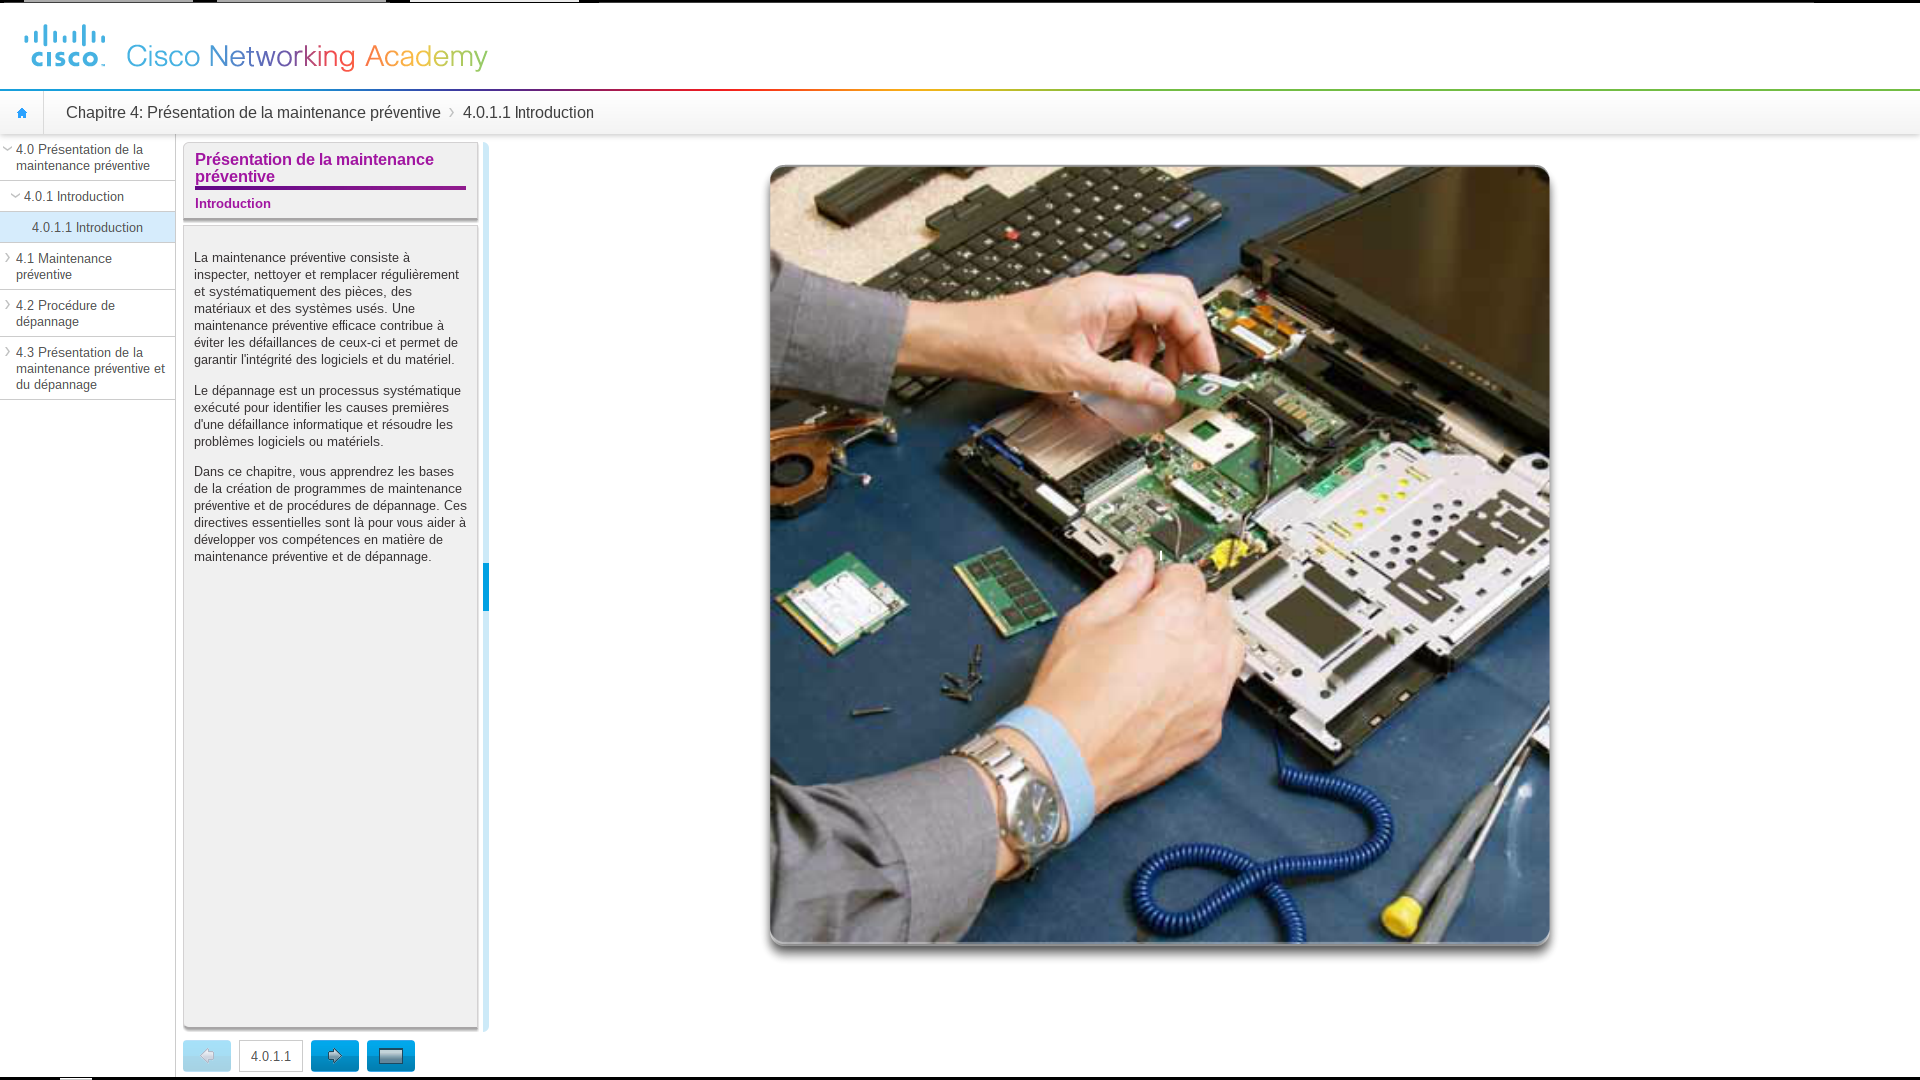 CISCO
Cisco Networking Academy
Chapitre 4: Présentation de la maintenance préventive
4.0.1.1 Introduction
4.0 Présentation de la
maintenance préventive
4.0.1 Introduction
4.0.1.1 Introduction
4.1 Maintenance
préventive
4.2 Procédure de
dépannage
4.3 Présentation de la
maintenance préventive et
du dépannage
Présentation de la maintenance
préventive
Introduction
La maintenance préventive consiste à
inspecter, nettoyer et remplacer régulièrement
et systématiquement des pièces, des
matériaux et des systèmes usés. Une
maintenance préventive efficace contribue à
éviter les défaillances de ceux-ci et permet de
garantir l'intégrité des logiciels et du matériel.
Le dépannage est un processus systématique
exécuté pour identifier les causes premières
d'une défaillance informatique et résoudre les
problèmes logiciels ou matériels.
Dans ce chapitre, vous apprendrez les bases
de la création de programmes de maintenance
préventive et de procédures de dépannage. Ces
directives essentielles sont là pour vous aider à
développer vos compétences en matière de
maintenance préventive et de dépannage.
4.0.1.1